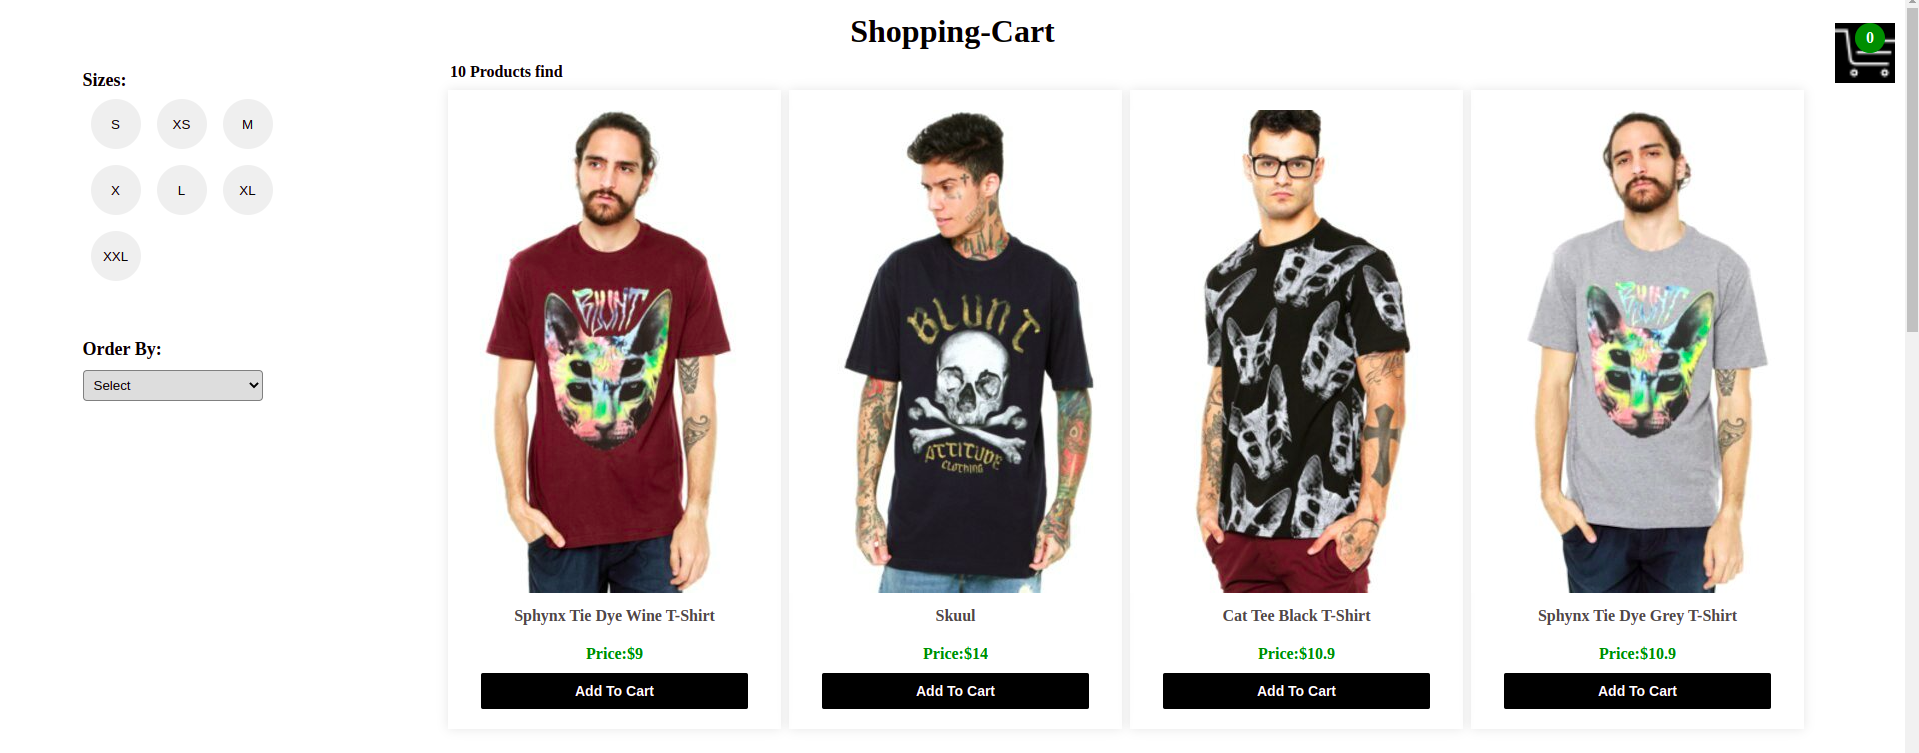 Shopping-Cart
0
Sizes:
S
XS
M
X
L
XL
XXL
Order By:
Select
10 Products find
BLUNT
Sphynx Tie Dye Wine T-Shirt
Price:$9
Add To Cart
BLUNT
ATTITUDE
CLOTHING
Skuul
Price:$14
Add To Cart
Cat Tee Black T-Shirt
Price:$10.9
Add To Cart
BLUNT
Sphynx Tie Dye Grey T-Shirt
Price:$10.9
Add To Cart